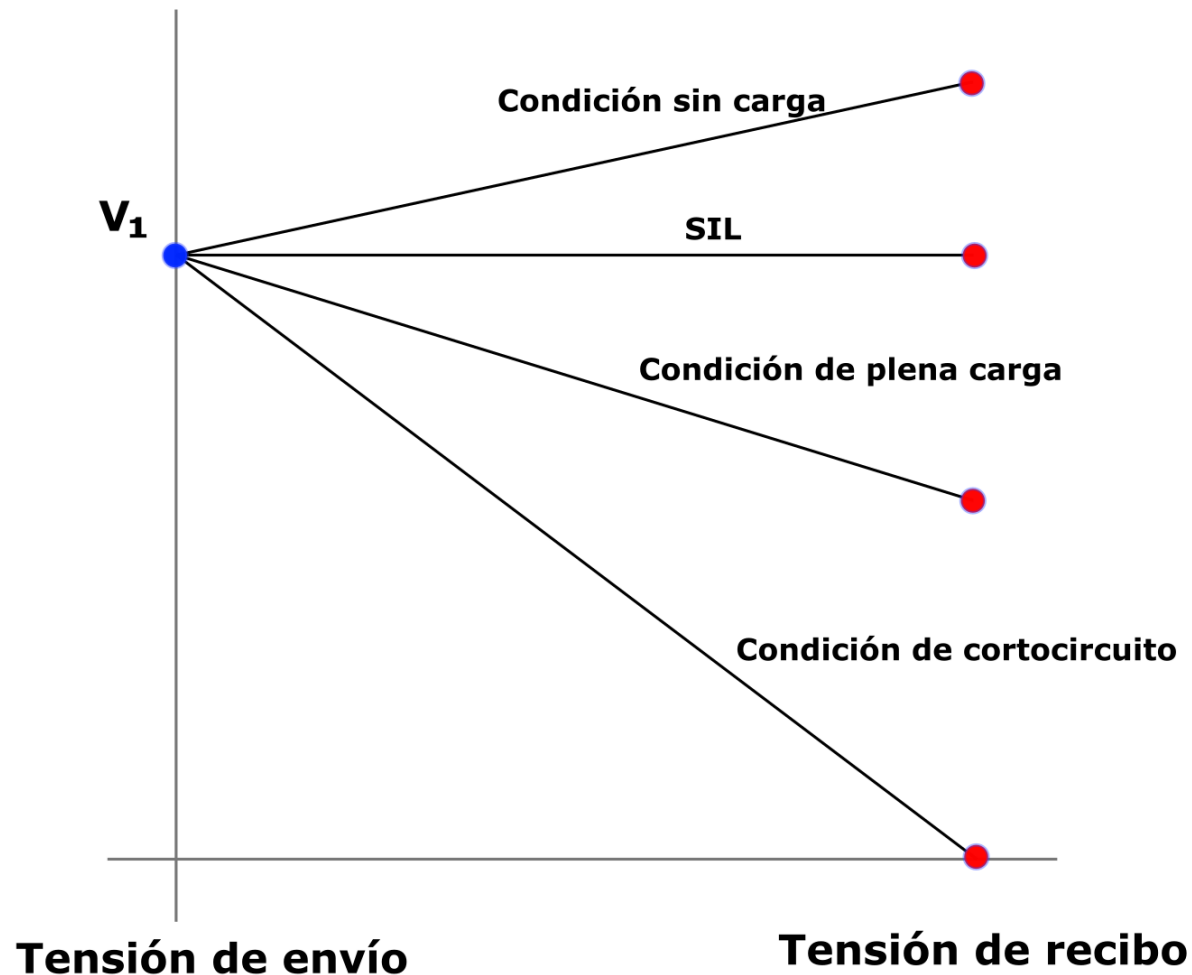 Condición sin carga
V₁
SIL
Condición de plena carga
Condición de cortocircuito
Tensión de envío
Tensión de recibo